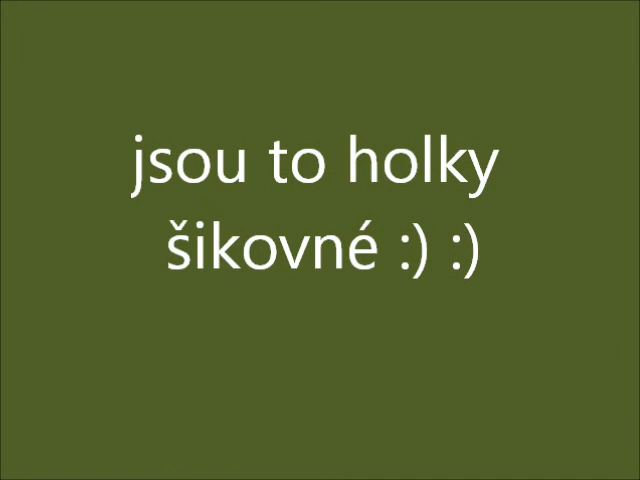 jsou to holky
šikovné :) :)